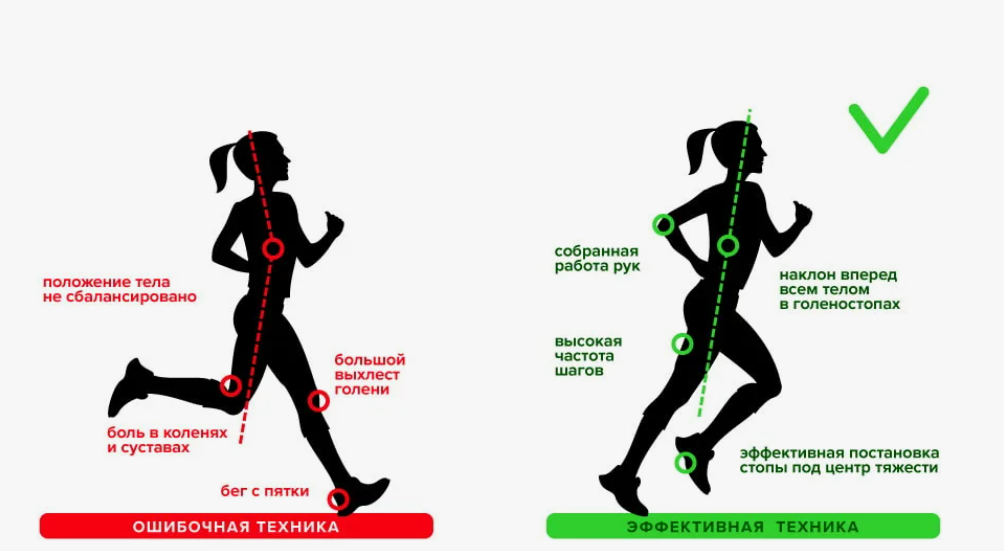 положение тела
не сбалансировано
большой
выхлест
голени
боль в коленях
и суставах
бег с пятки
ОШИБОЧНАЯ ТЕХНИКА
собранная
работа рук
наклон вперед
всем телом
в голеностопах
высокая
частота
шагов
эффективная постановка
стопы под центр тяжести
ЭФФЕКТИВНАЯ ТЕХНИКА